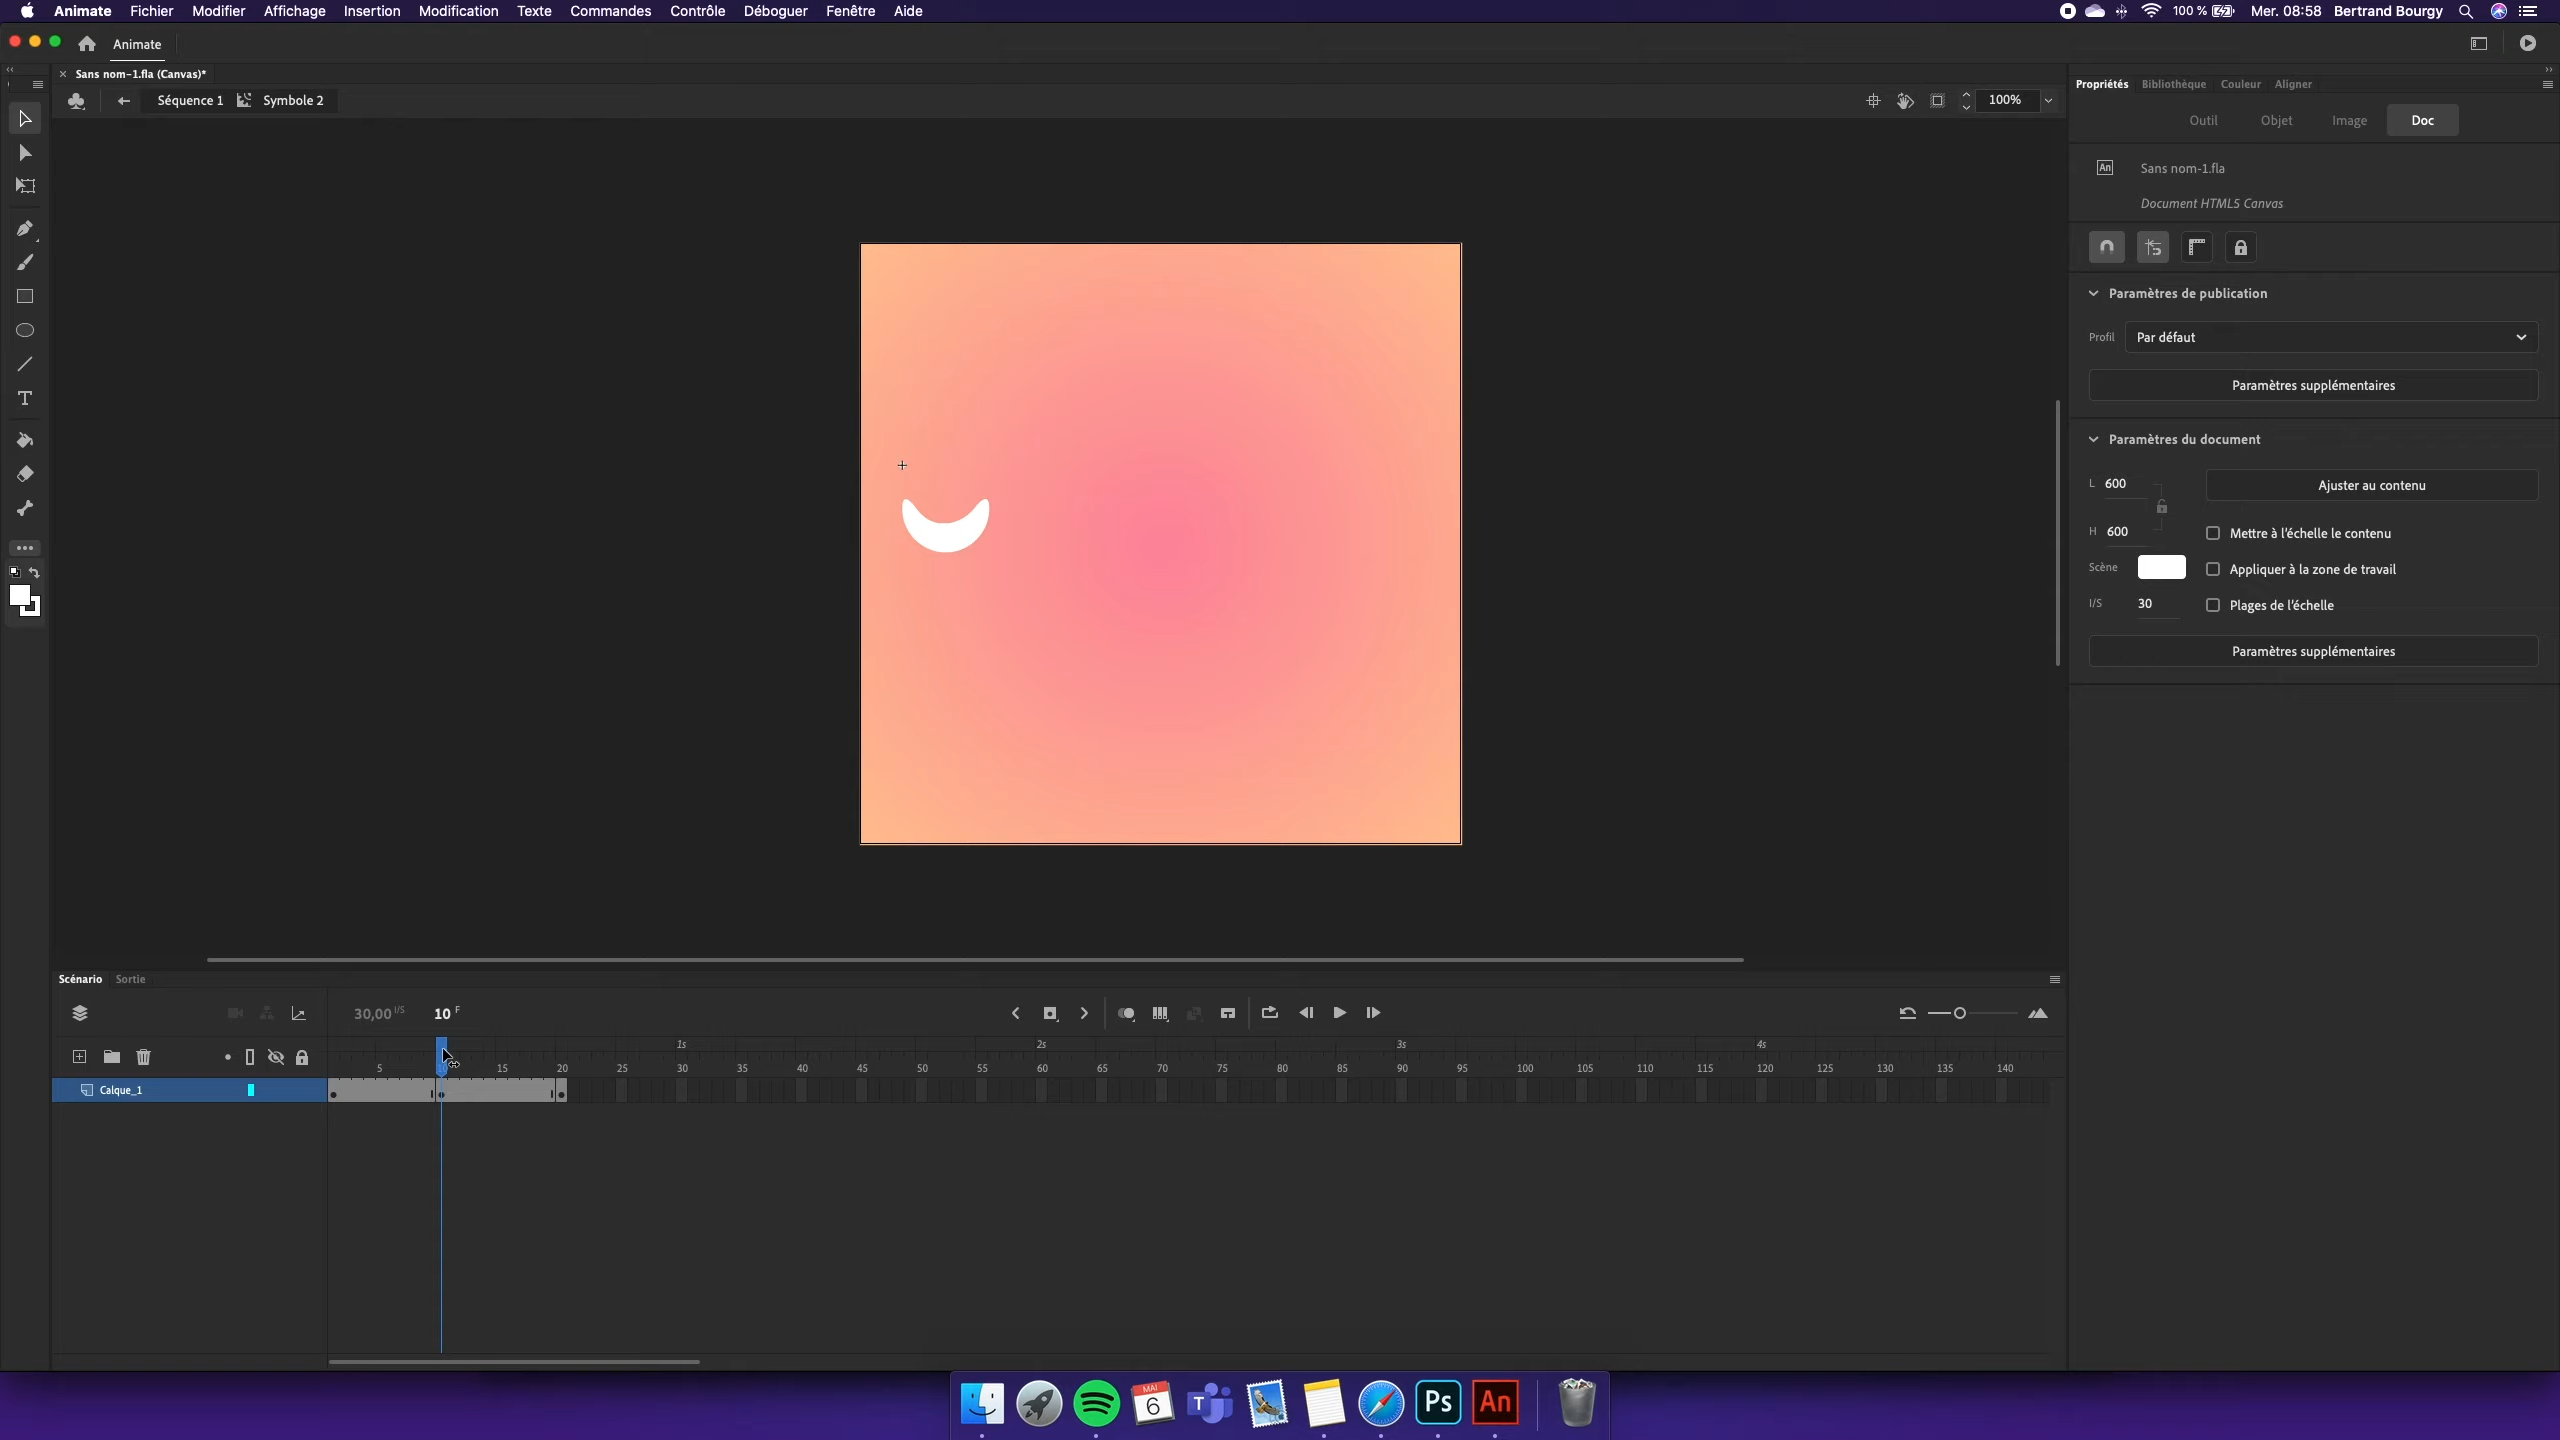 Animate Fichier Modifier Affichage Insertion Modification Texte Commandes Contrôle Déboguer Fenêtre Aide 100 % Mer. 08:58 Bertrand Bourgy
Animate
Sans nom-1.fla (Canvas)*
Séquence 1 Symbole 2 100%
Propriétés Bibliothèque Couleur Aligner
Outil Objet Image Doc
An Sans nom-1.fla
Document HTML5 Canvas
Paramètres de publication
Profil Par défaut
Paramètres supplémentaires
Paramètres du document
L 600 Ajuster au contenu
H 600 Mettre à l'échelle le contenu
Scène Appliquer à la zone de travail
I/S 30 Plages de l'échelle
Paramètres supplémentaires
Scénario Sortie
30,00 I/S 10 F
1s 2s 3s 4s
5 10 15 20 25 30 35 40 45 50 55 60 65 70 75 80 85 90 95 100 105 110 115 120 125 130 135 140
Calque_1
MAI
6
T
Ps
An